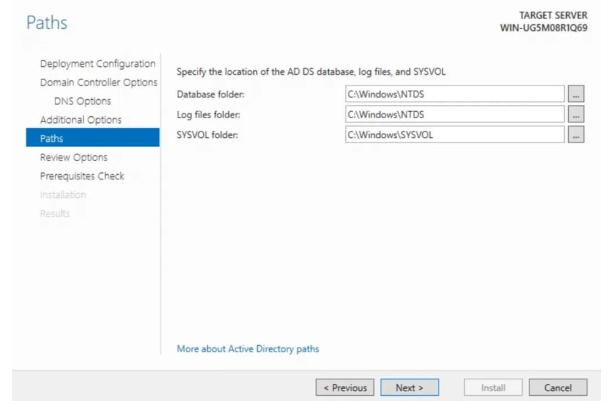 Paths
TARGET SERVER
WIN-UG5M08R1Q69
Deployment Configuration
Domain Controller Options
DNS Options
Additional Options
Paths
Review Options
Prerequisites Check
Installation
Results
Specify the location of the AD DS database, log files, and SYSVOL
Database folder: C:\Windows\NTDS ...
Log files folder: C:\Windows\NTDS ...
SYSVOL folder: C:\Windows\SYSVOL ...
More about Active Directory paths
< Previous Next > Install Cancel